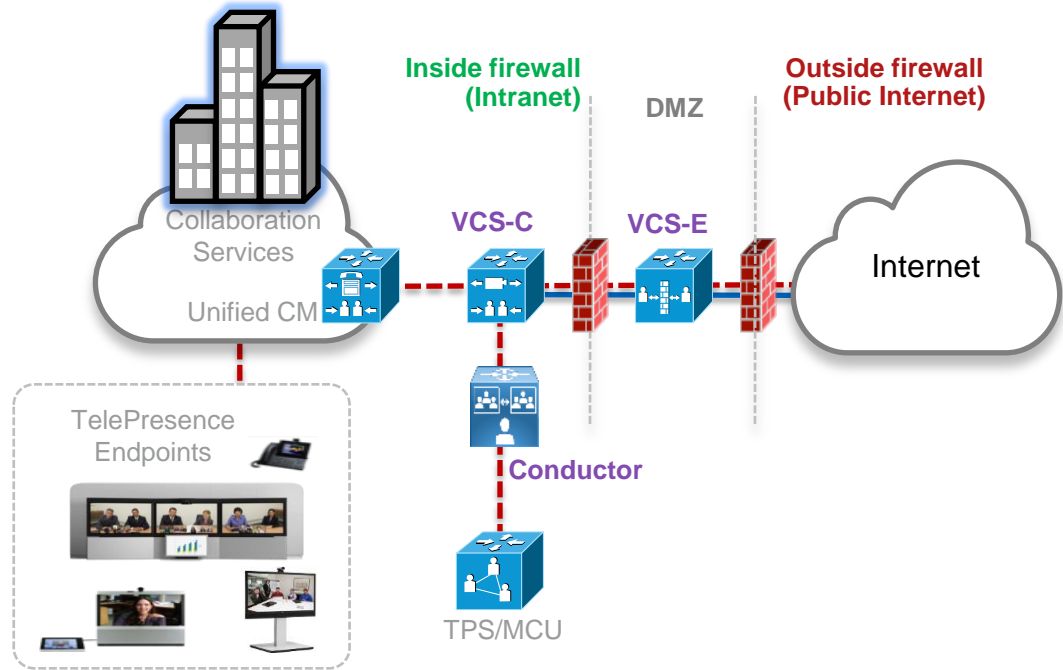 Inside firewall
(Intranet)
DMZ
Outside firewall
(Public Internet)
Collaboration
Services
VCS-C
VCS-E
Internet
Unified CM
TelePresence
Endpoints
Conductor
TPS/MCU